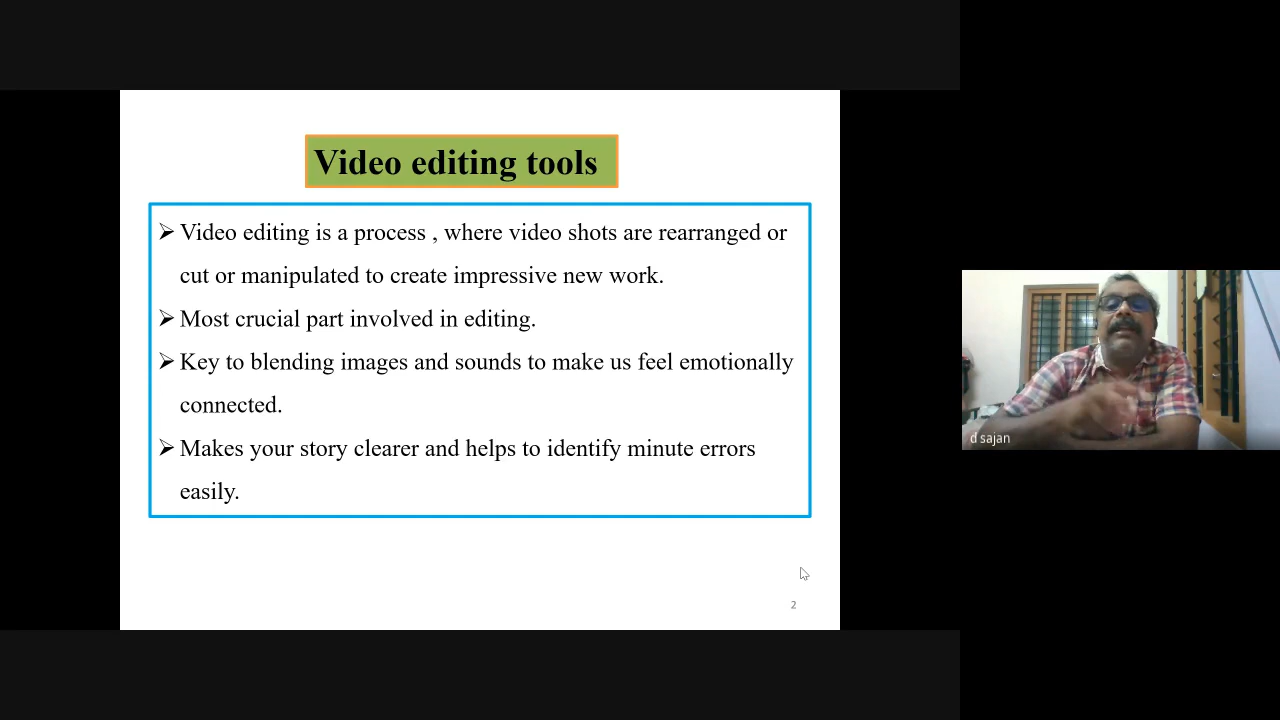 Video editing tools
➢ Video editing is a process , where video shots are rearranged or
cut or manipulated to create impressive new work.
➢ Most crucial part involved in editing.
➢ Key to blending images and sounds to make us feel emotionally
connected.
➢ Makes your story clearer and helps to identify minute errors
easily.
2
d sajan